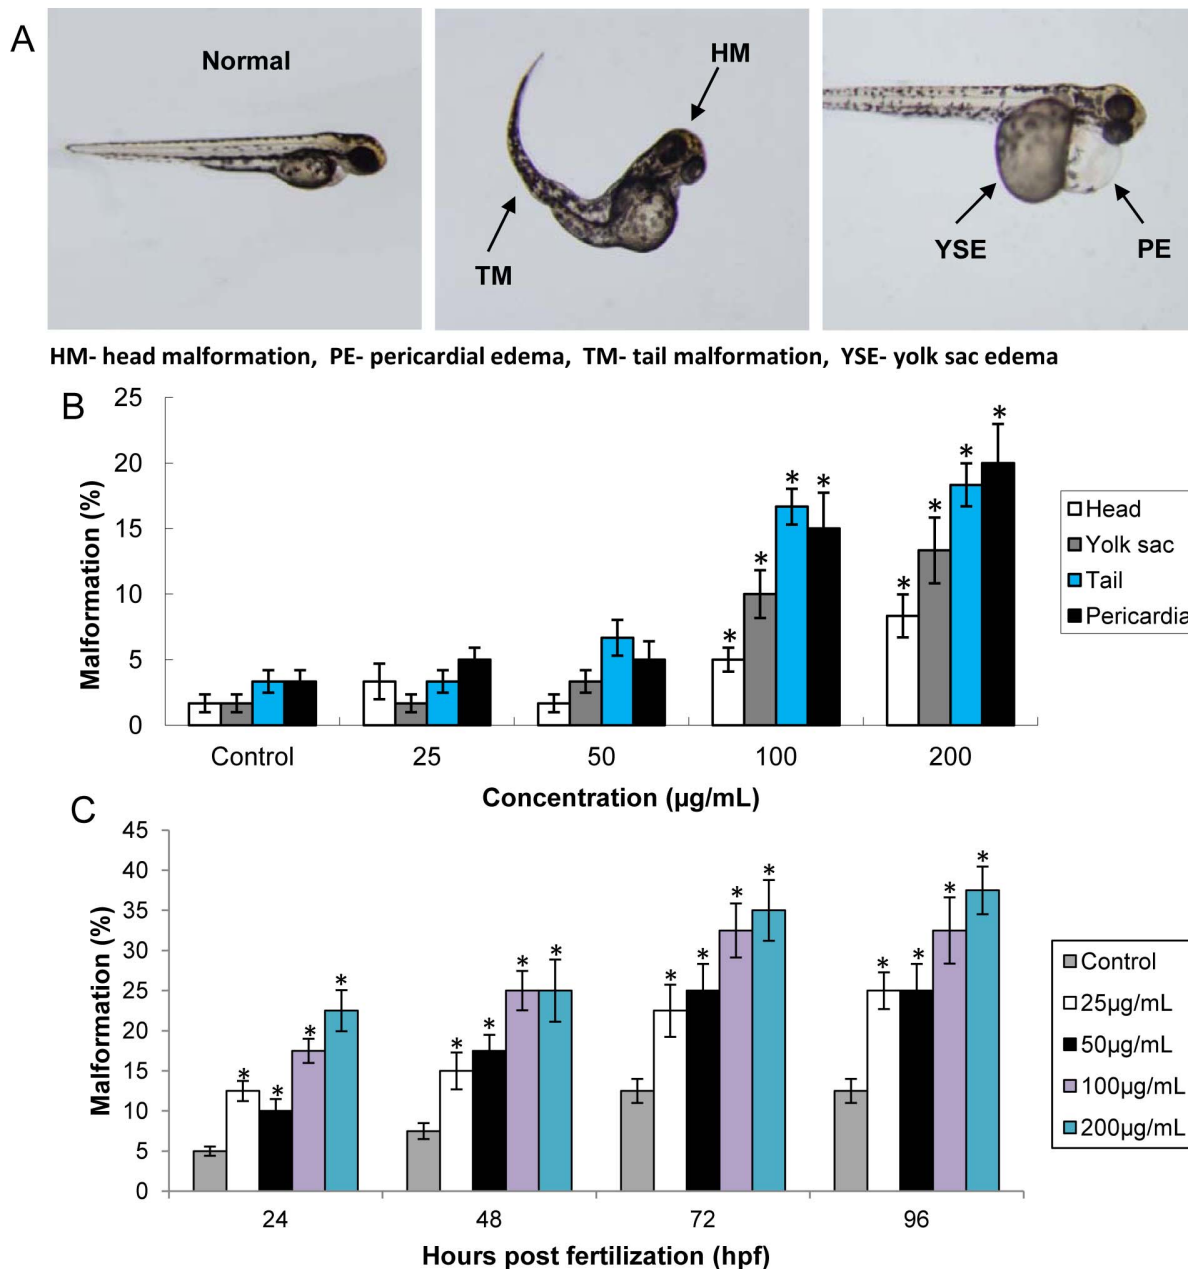 A
Normal
HM
TM
YSE
PE
HM- head malformation, PE- pericardial edema, TM- tail malformation, YSE- yolk sac edema
B
Malformation (%)
25
20
15
10
5
0
* * * *
* * * *
Control 25 50 100 200
Concentration (µg/mL)
Head
Yolk sac
Tail
Pericardia
C
Malformation (%)
45
40
35
30
25
20
15
10
5
0
* * * *
* * * *
* * * *
* * * *
24 48 72 96
Hours post fertilization (hpf)
Control
25µg/mL
50µg/mL
100µg/mL
200µg/mL